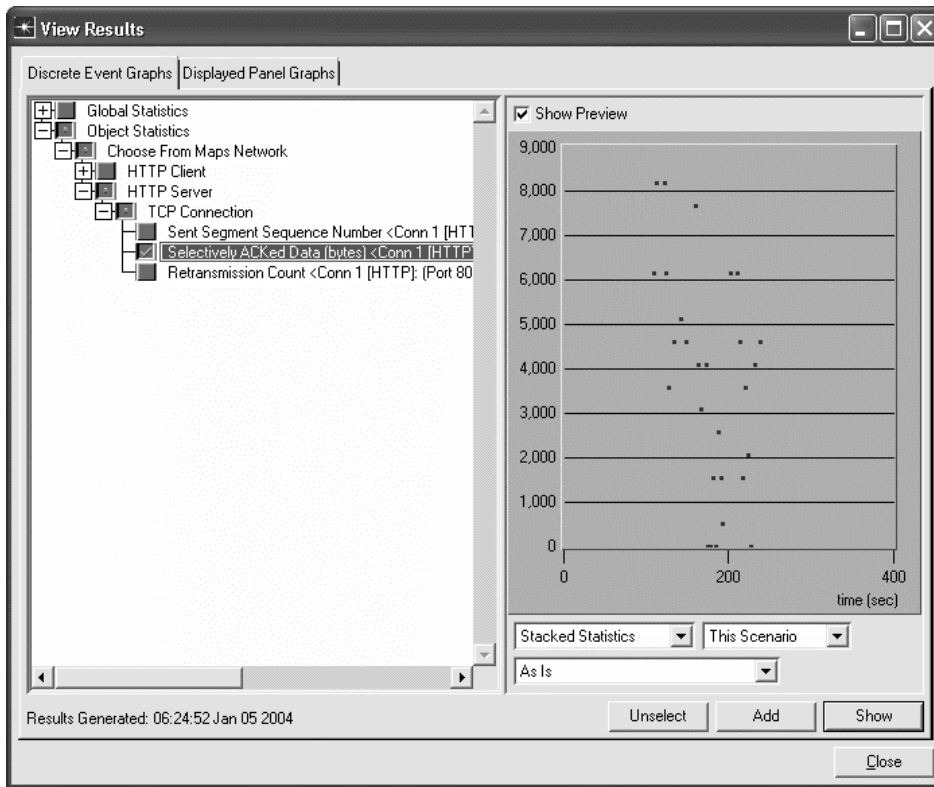 View Results
Discrete Event Graphs
Displayed Panel Graphs
Global Statistics
Object Statistics
Choose From Maps Network
HTTP Client
HTTP Server
TCP Connection
Sent Segment Sequence Number <Conn 1 [HT
Selectively ACKed Data (bytes) <Conn 1 [HTTP
Retransmission Count <Conn 1 [HTTP]: (Port 80
Results Generated: 06:24:52 Jan 05 2004
Show Preview
9,000
8,000
7,000
6,000
5,000
4,000
3,000
2,000
1,000
0
0 200 400
time (sec)
Stacked Statistics
This Scenario
As Is
Unselect
Add
Show
Close